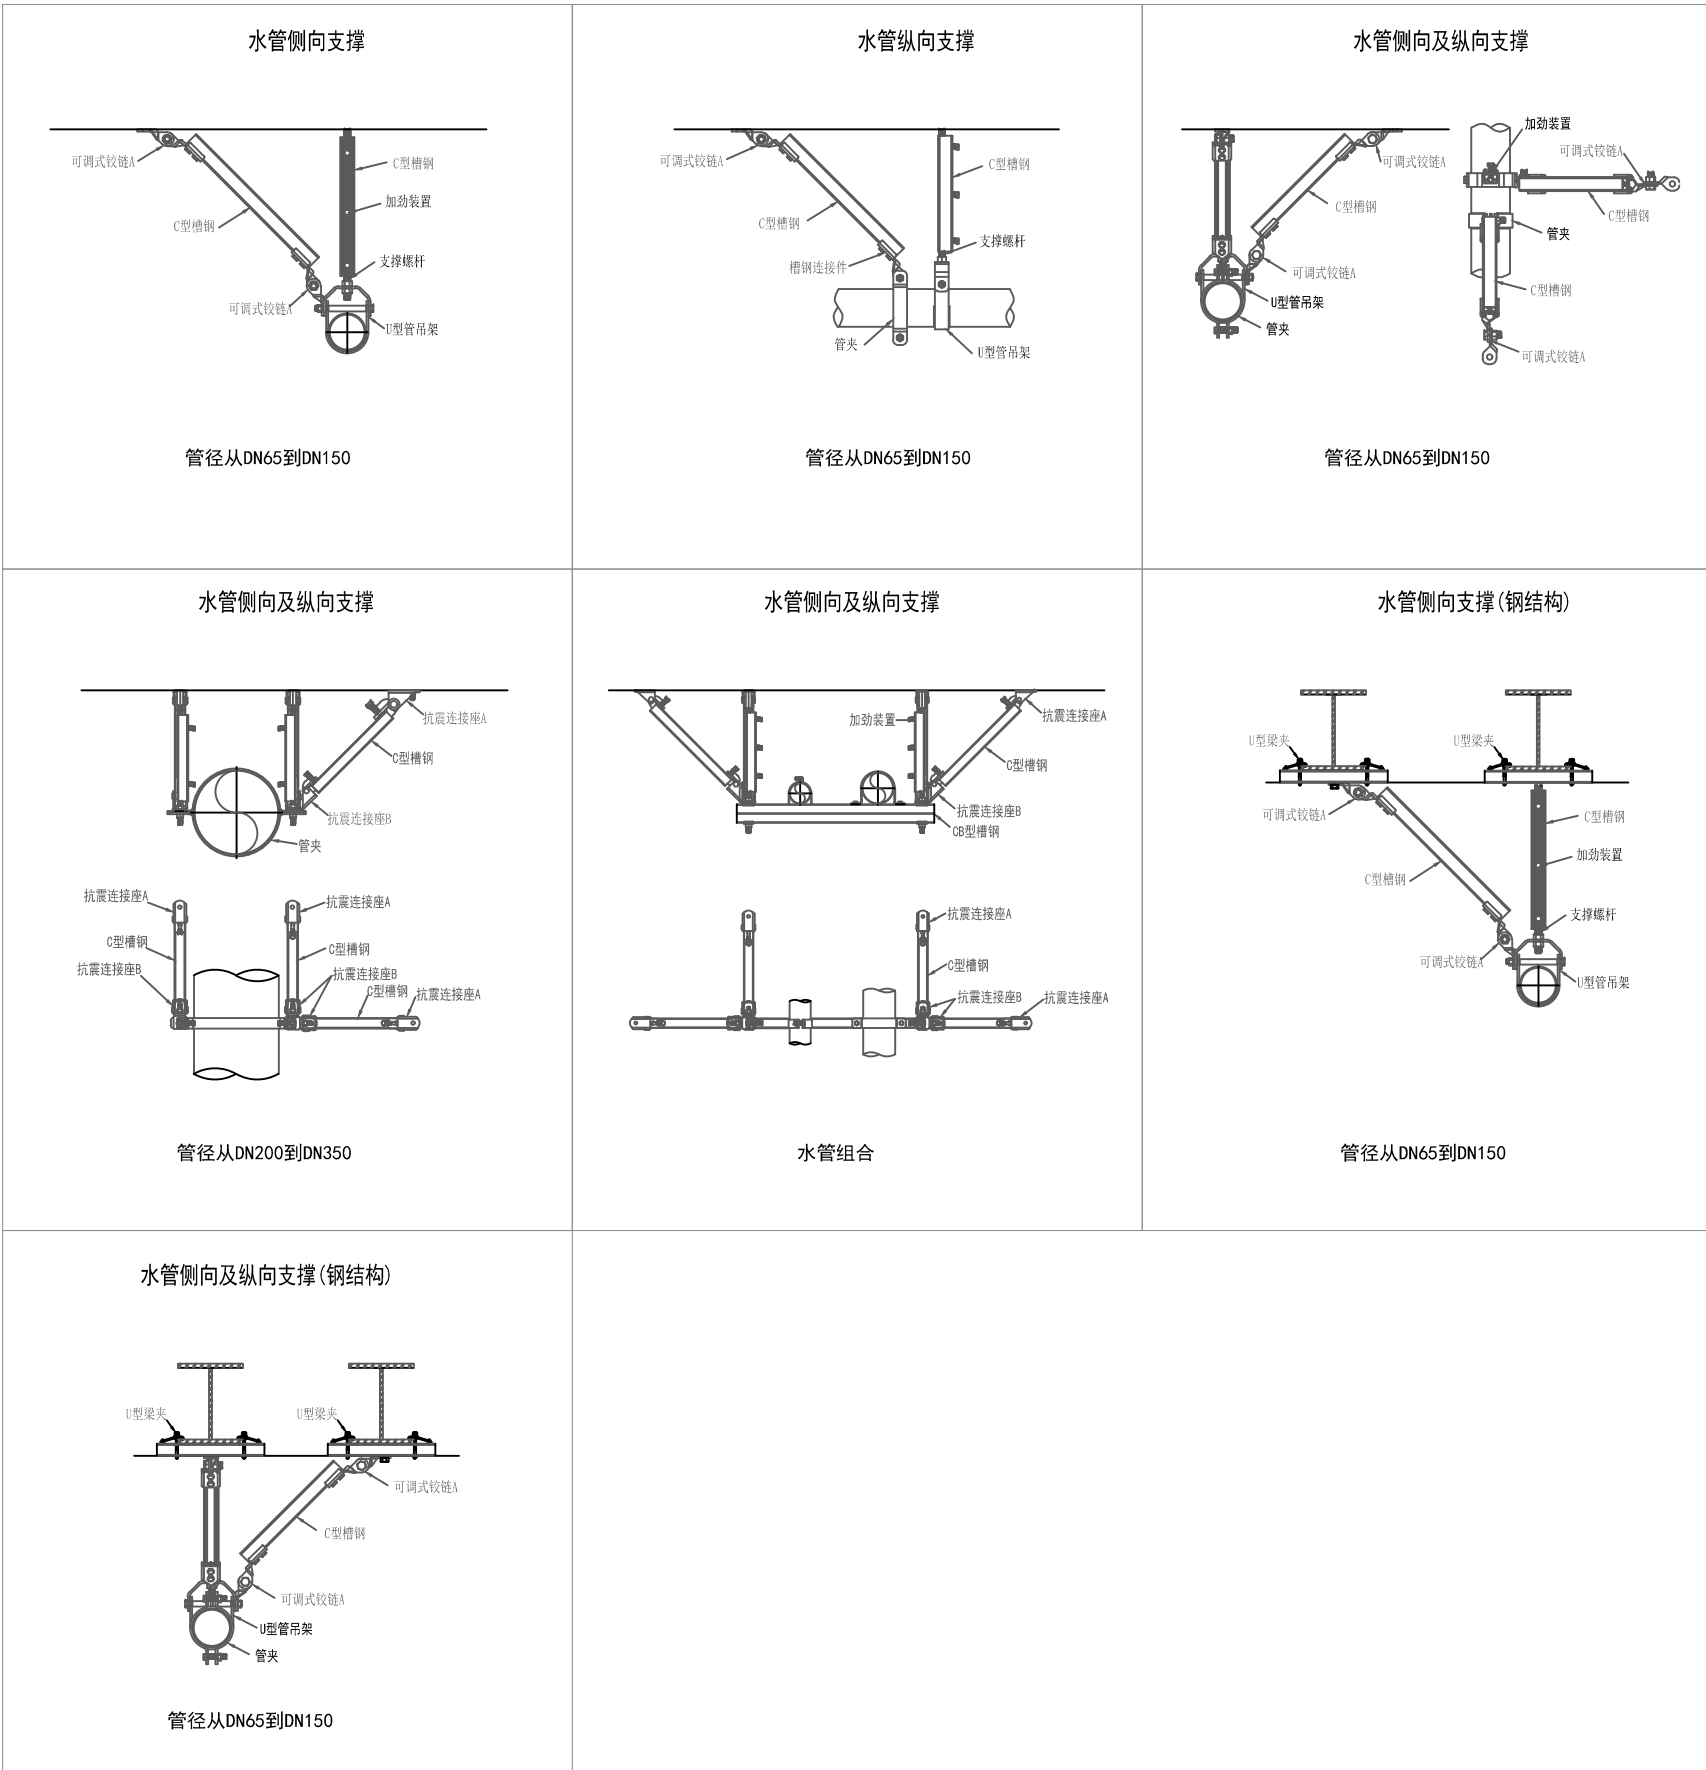 水管侧向支撑
可调式铰链A
C型槽钢
加劲装置
C型槽钢
支撑螺杆
可调式铰链A
U型管吊架
管径从DN65到DN150
水管纵向支撑
可调式铰链A
C型槽钢
C型槽钢
支撑螺杆
槽钢连接件
管夹
U型管吊架
管径从DN65到DN150
水管侧向及纵向支撑
可调式铰链A
C型槽钢
可调式铰链A
U型管吊架
管夹
加劲装置
可调式铰链A
C型槽钢
管夹
C型槽钢
可调式铰链A
管径从DN65到DN150
水管侧向及纵向支撑
抗震连接座A
C型槽钢
抗震连接座B
管夹
抗震连接座A
抗震连接座A
C型槽钢
C型槽钢
抗震连接座B
抗震连接座B
C型槽钢
抗震连接座A
管径从DN200到DN350
水管侧向及纵向支撑
加劲装置
抗震连接座A
C型槽钢
抗震连接座B
CB型槽钢
抗震连接座A
C型槽钢
抗震连接座B
抗震连接座A
水管组合
水管侧向支撑(钢结构)
U型梁夹
U型梁夹
可调式铰链A
C型槽钢
加劲装置
C型槽钢
支撑螺杆
可调式铰链A
U型管吊架
管径从DN65到DN150
水管侧向及纵向支撑(钢结构)
U型梁夹
U型梁夹
可调式铰链A
C型槽钢
可调式铰链A
U型管吊架
管夹
管径从DN65到DN150